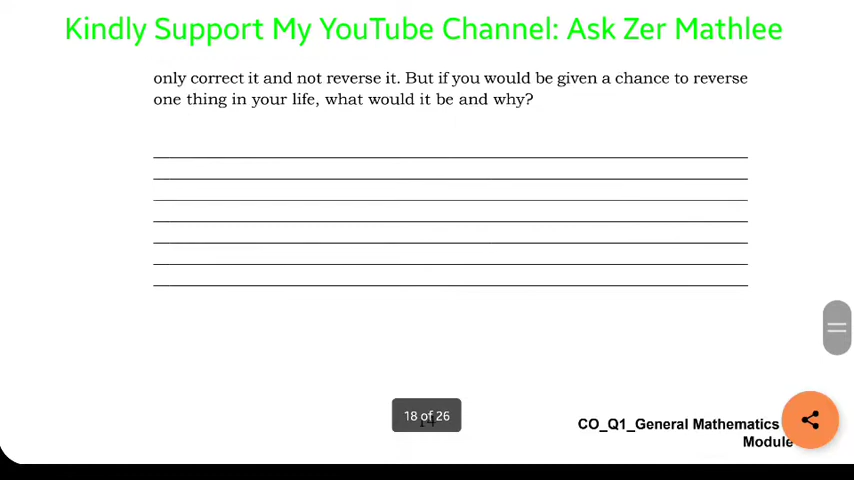 Kindly Support My YouTube Channel: Ask Zer Mathlee
only correct it and not reverse it. But if you would be given a chance to reverse
one thing in your life, what would it be and why?
18 of 26
14
CO_Q1_General Mathematics
Module